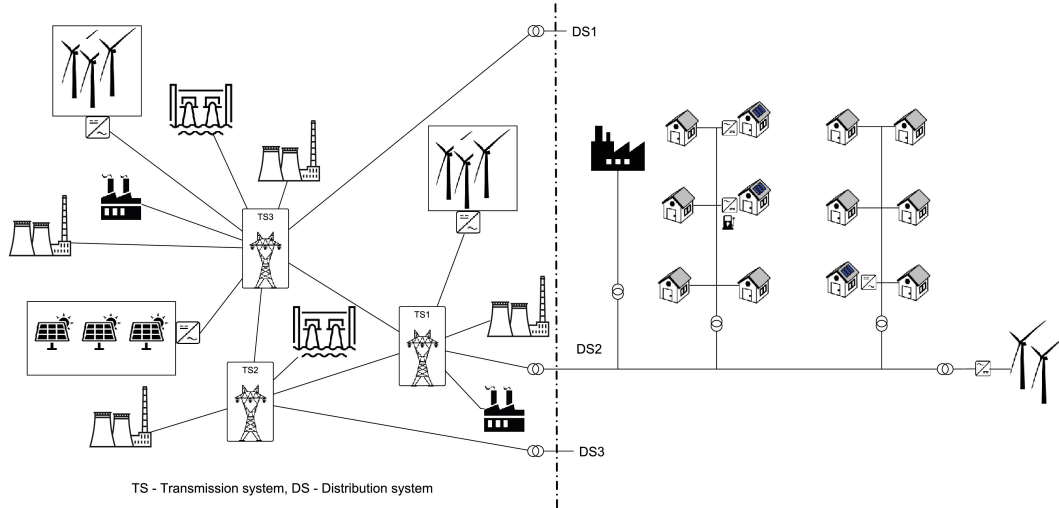 DS1
TS3
TS1
DS2
TS2
DS3
TS - Transmission system, DS - Distribution system